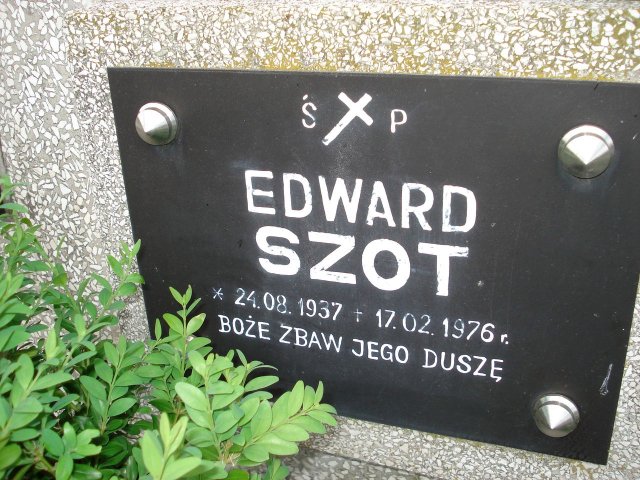 Ś P
EDWARD
SZOT
* 24.08.1937 + 17.02.1976 r.
BOŻE ZBAW JEGO DUSZĘ